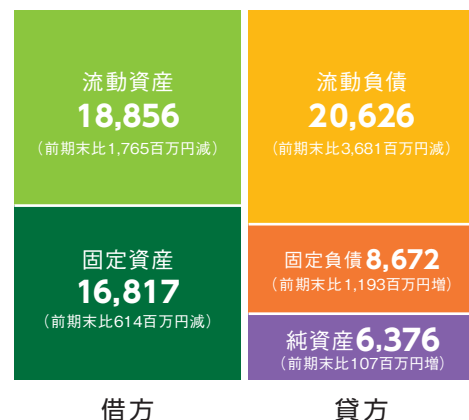 流動資産
18,856
（前期末比1,765百万円減）
固定資産
16,817
（前期末比614百万円減）
借方
流動負債
20,626
（前期末比3,681百万円減）
固定負債8,672
（前期末比1,193百万円増）
純資産6,376
（前期末比107百万円増）
貸方